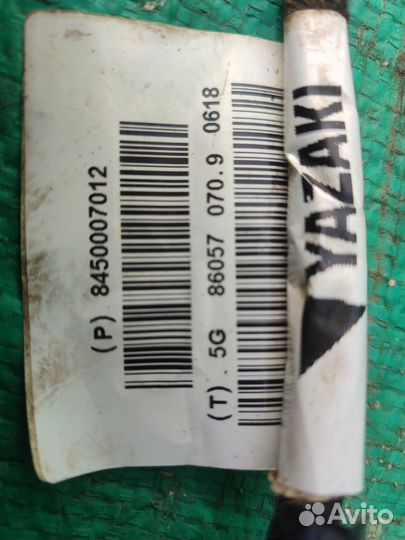 (P) 8450007012
(T) .5G 86057 070.9 0618
YAZAKI
Avito